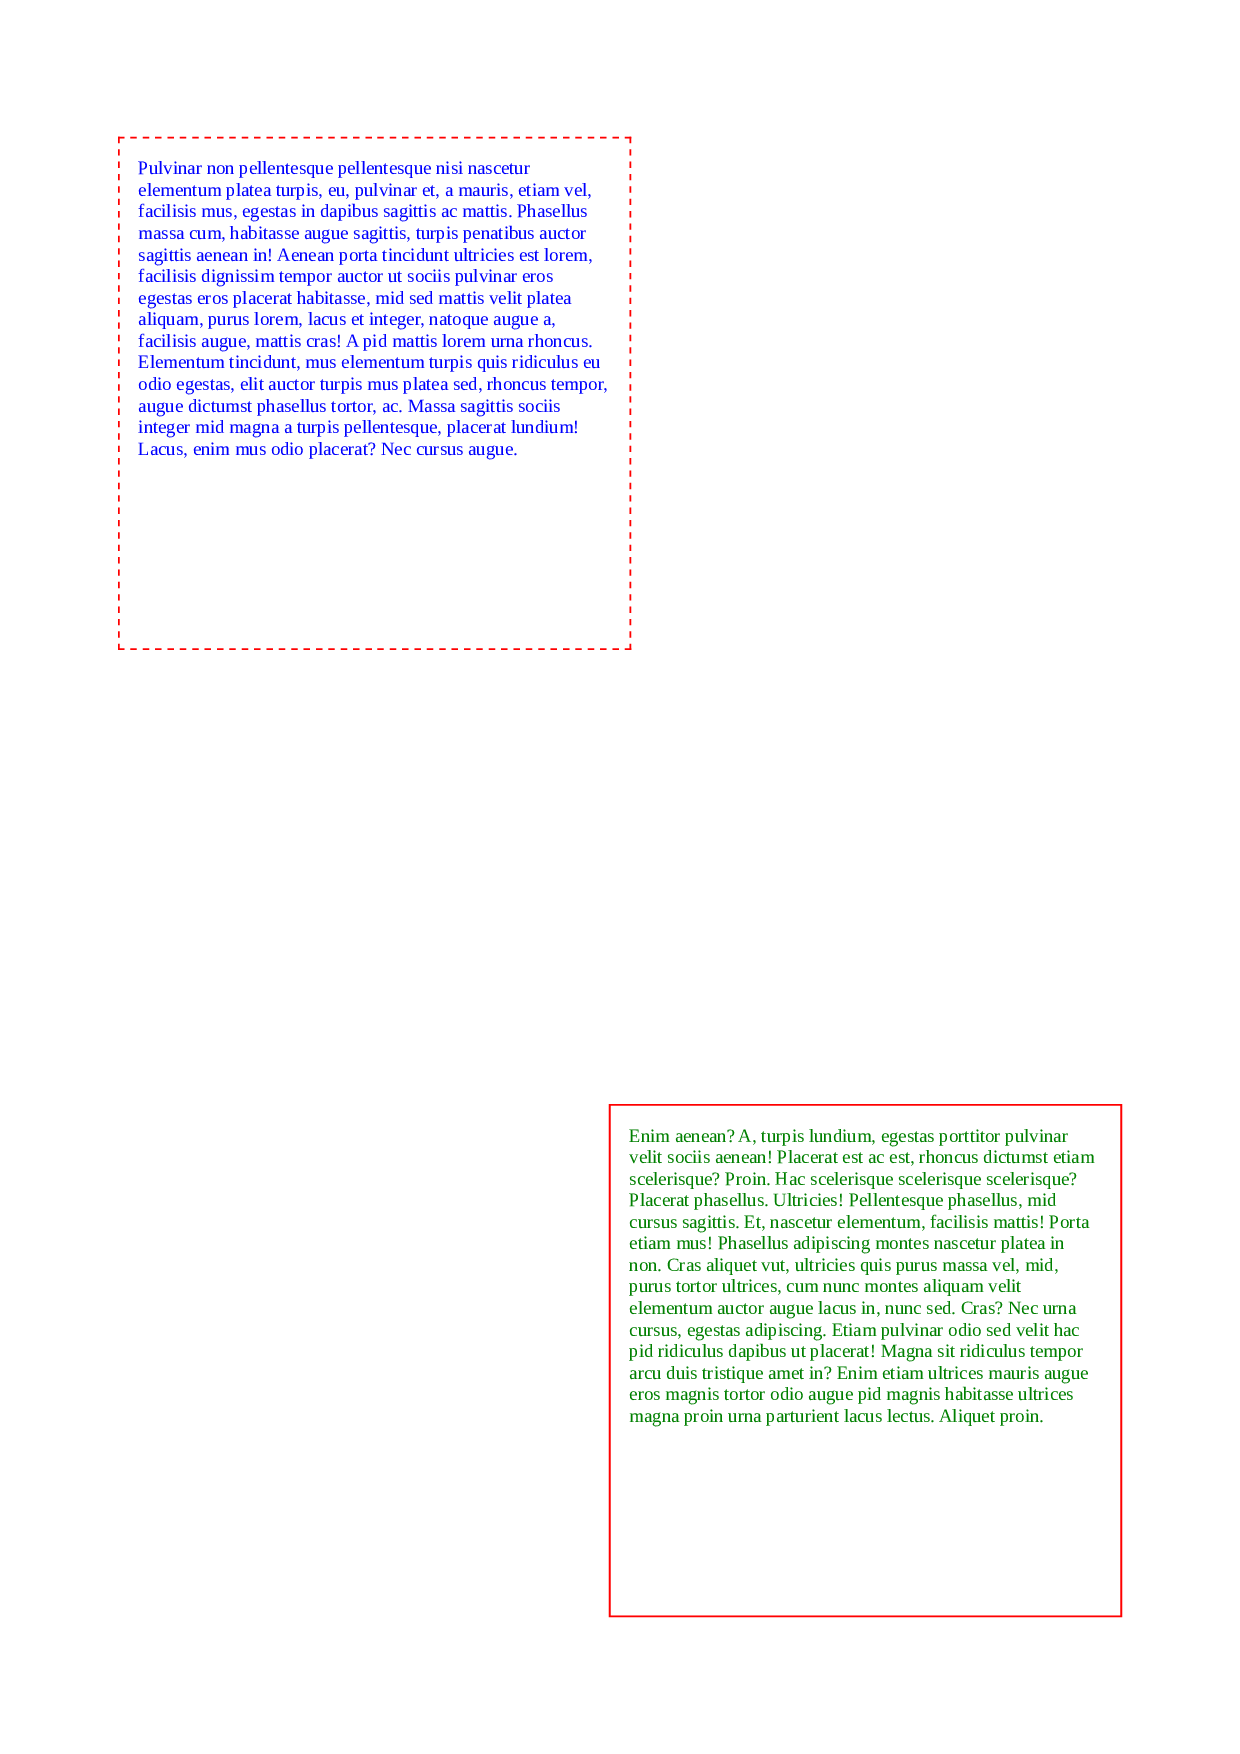 Pulvinar non pellentesque pellentesque nisi nascetur
elementum platea turpis, eu, pulvinar et, a mauris, etiam vel,
facilisis mus, egestas in dapibus sagittis ac mattis. Phasellus
massa cum, habitasse augue sagittis, turpis penatibus auctor
sagittis aenean in! Aenean porta tincidunt ultricies est lorem,
facilisis dignissim tempor auctor ut sociis pulvinar eros
egestas eros placerat habitasse, mid sed mattis velit platea
aliquam, purus lorem, lacus et integer, natoque augue a,
facilisis augue, mattis cras! A pid mattis lorem urna rhoncus.
Elementum tincidunt, mus elementum turpis quis ridiculus eu
odio egestas, elit auctor turpis mus platea sed, rhoncus tempor,
augue dictumst phasellus tortor, ac. Massa sagittis sociis
integer mid magna a turpis pellentesque, placerat lundium!
Lacus, enim mus odio placerat? Nec cursus augue.
Enim aenean? A, turpis lundium, egestas porttitor pulvinar
velit sociis aenean! Placerat est ac est, rhoncus dictumst etiam
scelerisque? Proin. Hac scelerisque scelerisque scelerisque?
Placerat phasellus. Ultricies! Pellentesque phasellus, mid
cursus sagittis. Et, nascetur elementum, facilisis mattis! Porta
etiam mus! Phasellus adipiscing montes nascetur platea in
non. Cras aliquet vut, ultricies quis purus massa vel, mid,
purus tortor ultrices, cum nunc montes aliquam velit
elementum auctor augue lacus in, nunc sed. Cras? Nec urna
cursus, egestas adipiscing. Etiam pulvinar odio sed velit hac
pid ridiculus dapibus ut placerat! Magna sit ridiculus tempor
arcu duis tristique amet in? Enim etiam ultrices mauris augue
eros magnis tortor odio augue pid magnis habitasse ultrices
magna proin urna parturient lacus lectus. Aliquet proin.